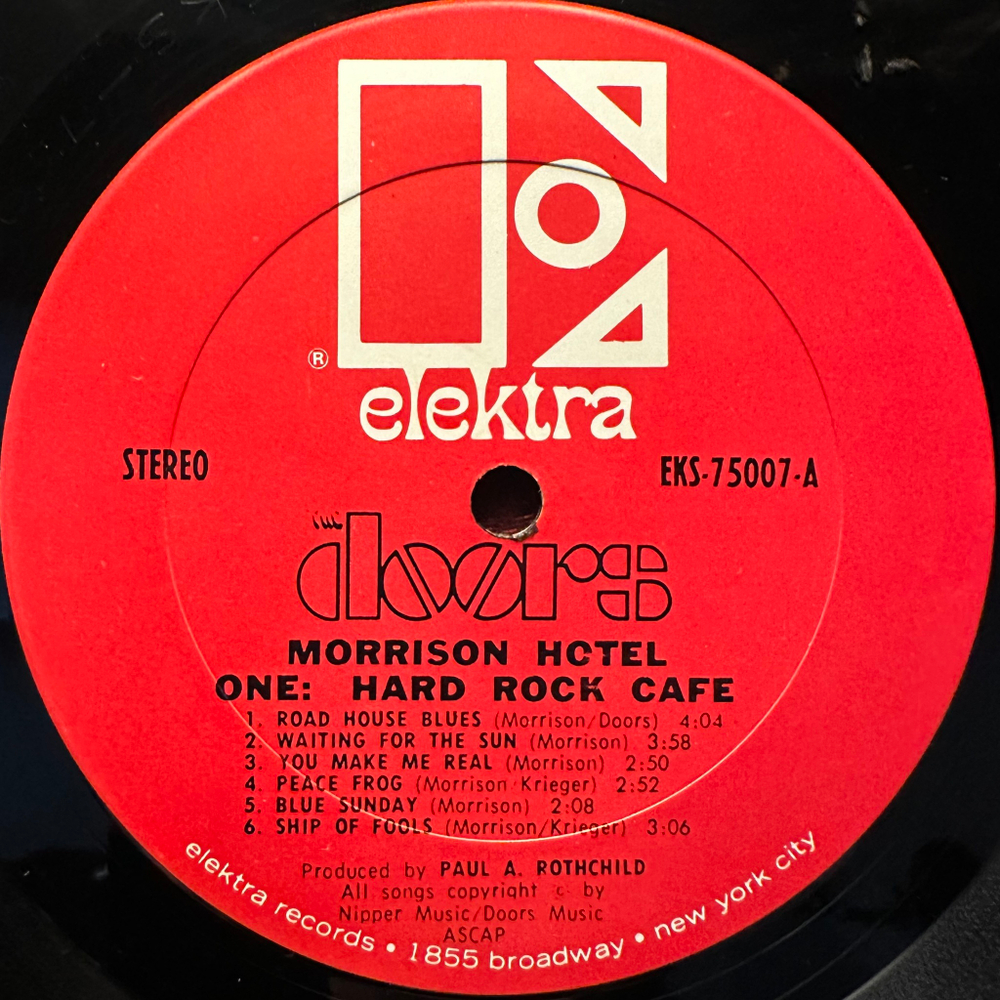 ®
elektra
STEREO
EKS-75007-A
THE
doors
MORRISON HOTEL
ONE: HARD ROCK CAFE
1. ROAD HOUSE BLUES (Morrison/Doors) 4:04
2. WAITING FOR THE SUN (Morrison) 3:58
3. YOU MAKE ME REAL (Morrison) 2:50
4. PEACE FROG (Morrison/Krieger) 2:52
5. BLUE SUNDAY (Morrison) 2:08
6. SHIP OF FOOLS (Morrison/Krieger) 3:06
Produced by PAUL A. ROTHCHILD
All songs copyright © by
Nipper Music/Doors Music
ASCAP
elektra records • 1855 broadway • new york city